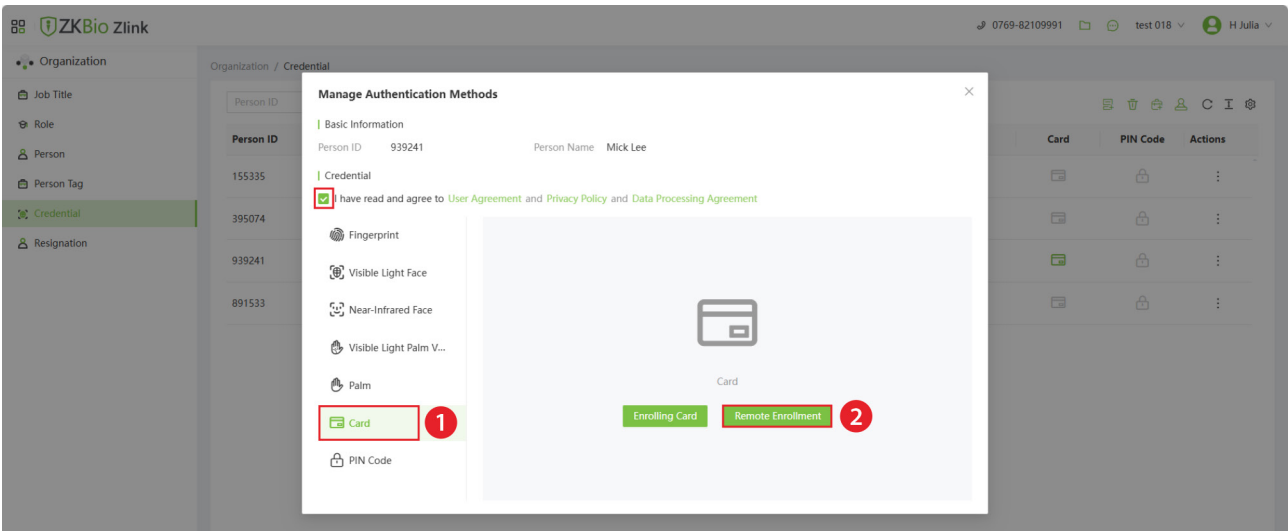 ZKBio Zlink
0769-82109991 test 018 H Julia
Organization
Job Title
Role
Person
Person Tag
Credential
Resignation
Organization / Credential
Person ID
Person ID Card PIN Code Actions
155335
395074
939241
891533
Manage Authentication Methods
Basic Information
Person ID 939241 Person Name Mick Lee
Credential
I have read and agree to User Agreement and Privacy Policy and Data Processing Agreement
Fingerprint
Visible Light Face
Near-Infrared Face
Visible Light Palm V...
Palm
Card 1
PIN Code
Card
Enrolling Card Remote Enrollment 2